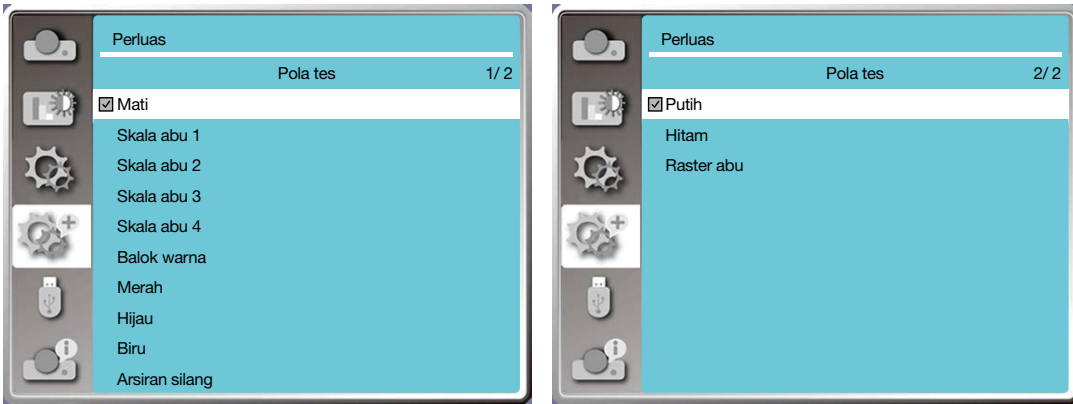 Perluas
Pola tes 1/ 2
Mati
Skala abu 1
Skala abu 2
Skala abu 3
Skala abu 4
Balok warna
Merah
Hijau
Biru
Arsiran silang
Perluas
Pola tes 2/ 2
Putih
Hitam
Raster abu